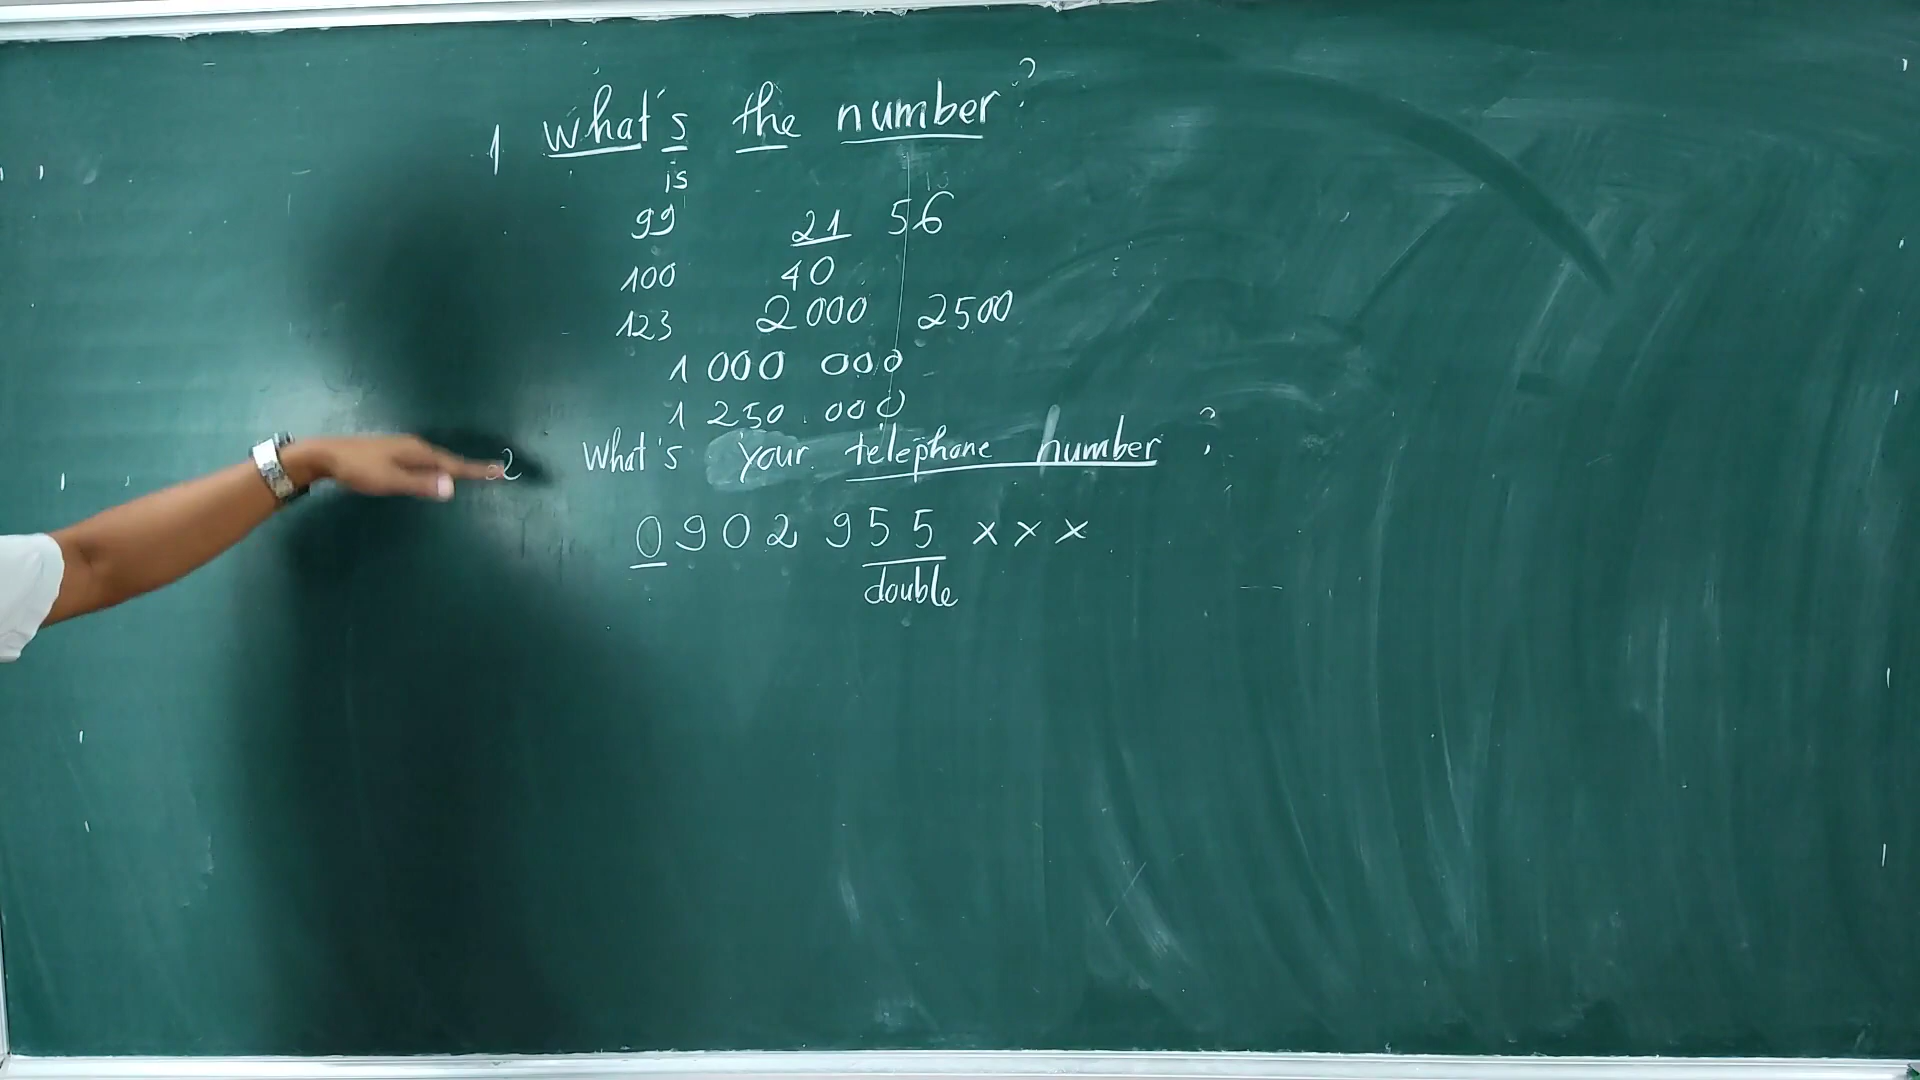 1 what's the number?
is
99 21 56
100 40
123 2000 2500
1 000 000
1 250.000
2 What's your telephone number?
0902 955 xxx
double